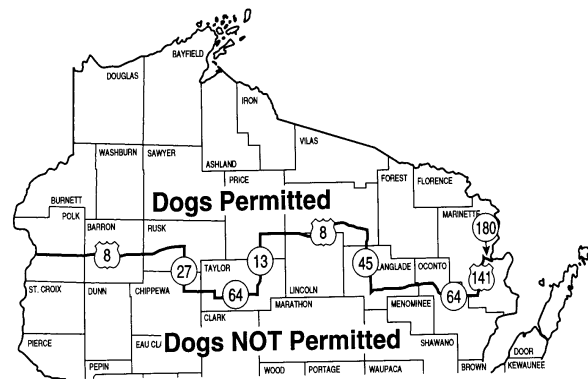 BAYFIELD
DOUGLAS
IRON
VILAS
WASHBURN
SAWYER
ASHLAND
PRICE
FOREST
FLORENCE
Dogs Permitted
BURNETT
POLK
BARRON
RUSK
MARINETTE
180
8
8
27
TAYLOR
13
45
LANGLADE
OCONTO
141
ST. CROIX
DUNN
CHIPPEWA
64
LINCOLN
MARATHON
MENOMINEE
64
CLARK
Dogs NOT Permitted
PIERCE
EAU CL
SHAWANO
PEPIN
WOOD
PORTAGE
WAUPACA
BROWN
DOOR
KEWAUNEE